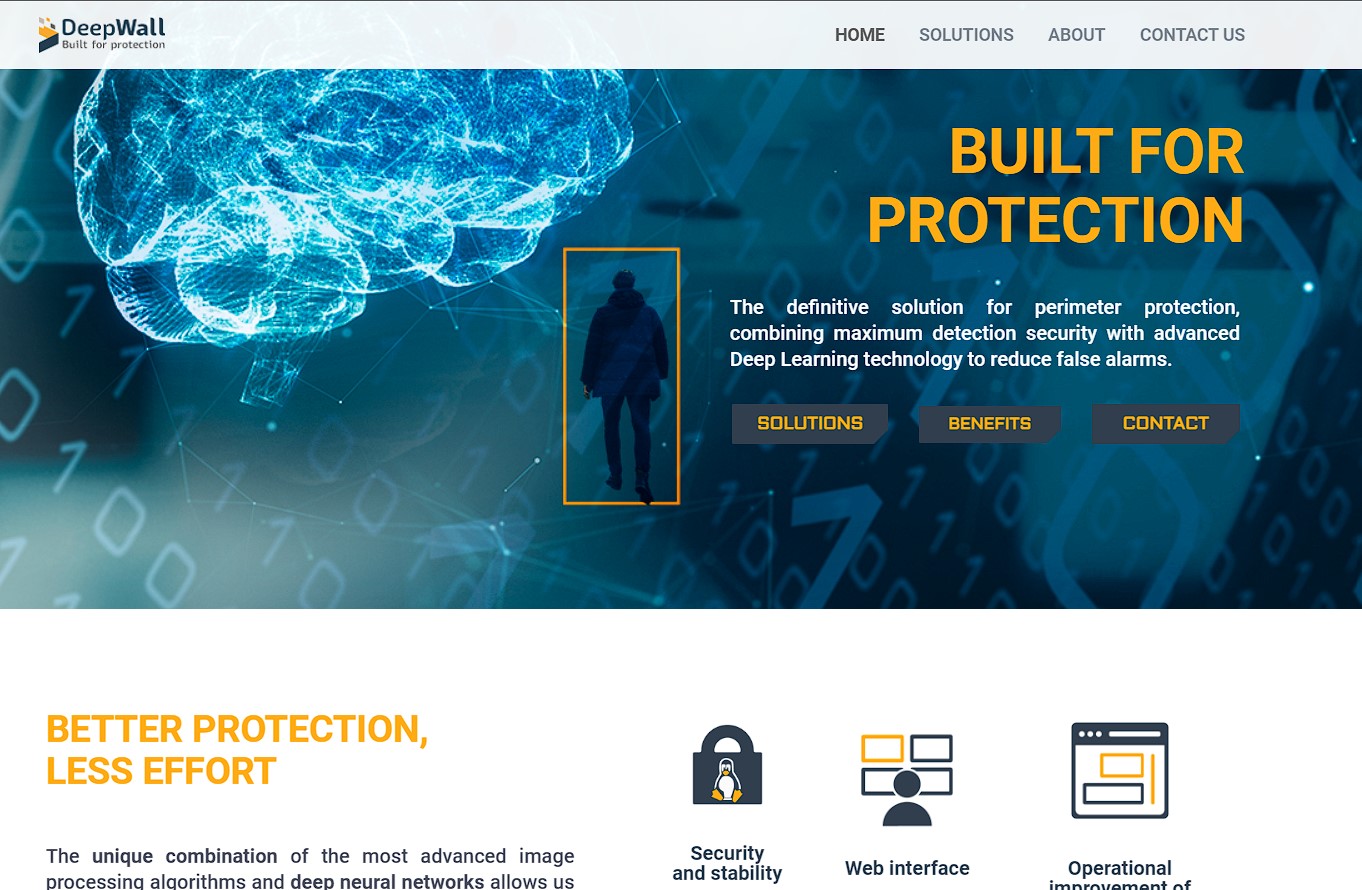 DeepWall
Built for protection
HOME SOLUTIONS ABOUT CONTACT US
BUILT FOR
PROTECTION
The definitive solution for perimeter protection,
combining maximum detection security with advanced
Deep Learning technology to reduce false alarms.
SOLUTIONS BENEFITS CONTACT
BETTER PROTECTION,
LESS EFFORT
The unique combination of the most advanced image
processing algorithms and deep neural networks allows us
Security
and stability
Web interface
Operational
improvement of